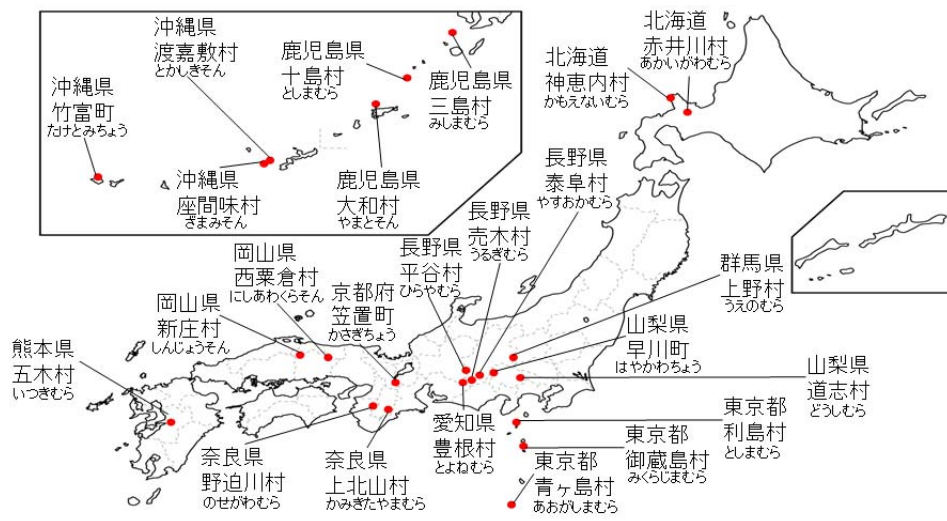 沖縄県
渡嘉敷村
とかしきそん
鹿児島県
十島村
としまむら
鹿児島県
三島村
みしまむら
沖縄県
竹富町
たけとみちょう
沖縄県
座間味村
ざまみそん
鹿児島県
大和村
やまとそん
北海道
神恵内村
かもえないむら
北海道
赤井川村
あかいがわむら
長野県
泰阜村
やすおかむら
長野県
売木村
うるぎむら
長野県
平谷村
ひらやむら
岡山県
西粟倉村
にしあわくらそん
京都府
笠置町
かさぎちょう
岡山県
新庄村
しんじょうそん
熊本県
五木村
いつきむら
群馬県
上野村
うえのむら
山梨県
早川町
はやかわちょう
山梨県
道志村
どうしむら
奈良県
野迫川村
のせがわむら
奈良県
上北山村
かみきたやまむら
愛知県
豊根村
とよねむら
東京都
青ヶ島村
あおがしまむら
東京都
御蔵島村
みくらじまむら
東京都
利島村
としまむら